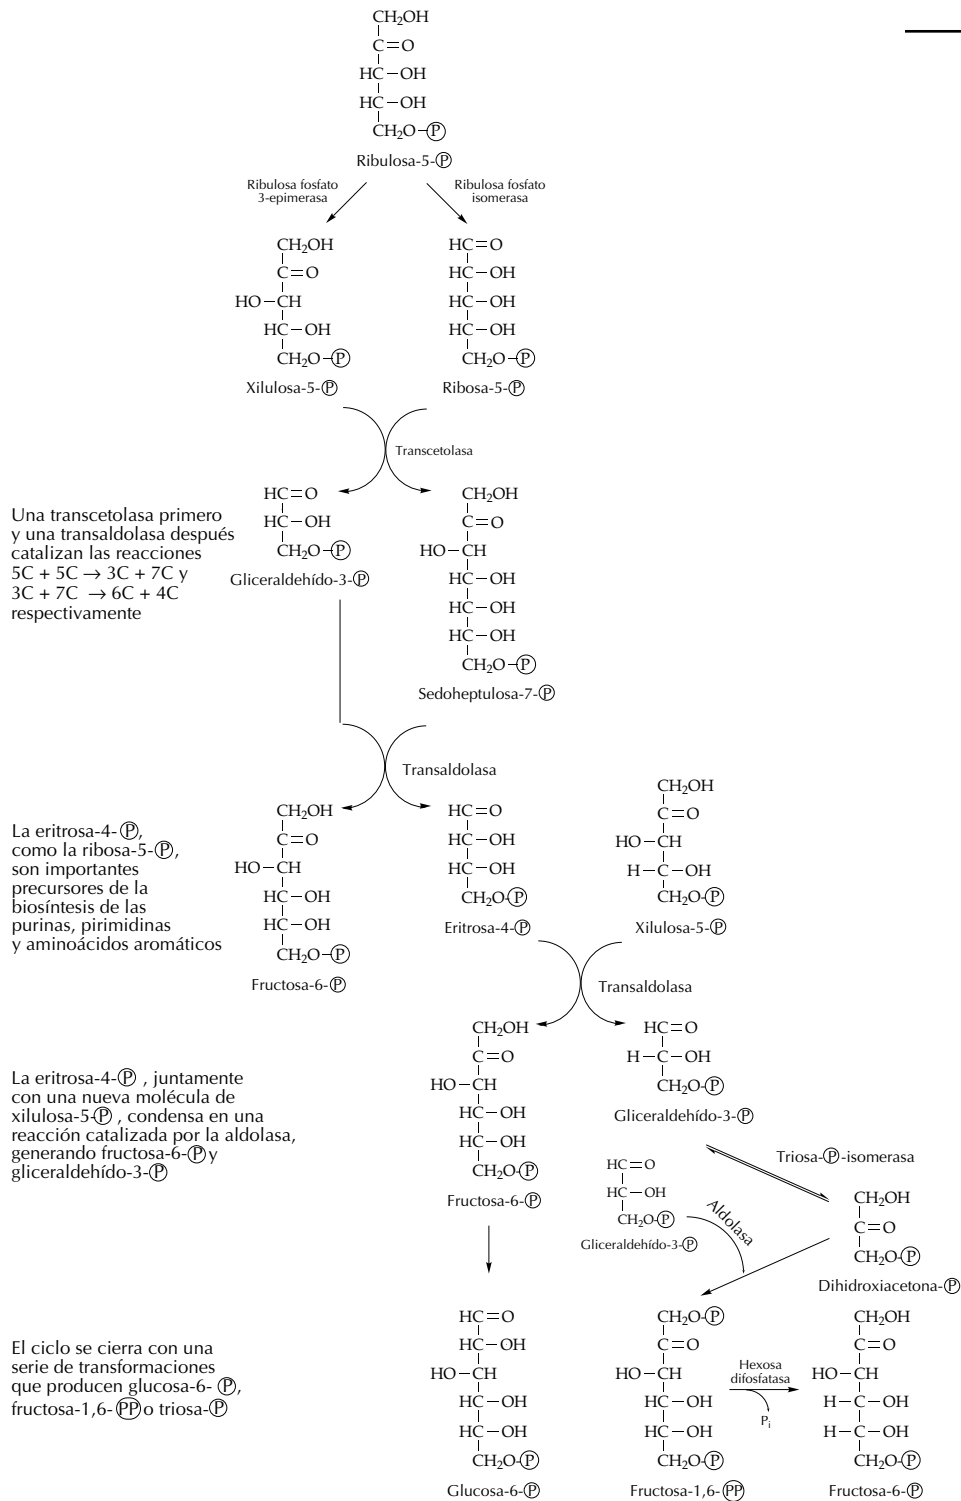 CH₂OH
C=O
HC–OH
HC–OH
CH₂O–Ⓟ
Ribulosa-5-Ⓟ
Ribulosa fosfato
3-epimerasa
Ribulosa fosfato
isomerasa
CH₂OH
C=O
HO–CH
HC–OH
CH₂O–Ⓟ
Xilulosa-5-Ⓟ
HC=O
HC–OH
HC–OH
HC–OH
CH₂O–Ⓟ
Ribosa-5-Ⓟ
Transcetolasa
Una transcetolasa primero
y una transaldolasa después
catalizan las reacciones
5C + 5C → 3C + 7C y
3C + 7C → 6C + 4C
respectivamente
HC=O
HC–OH
CH₂O–Ⓟ
Gliceraldehído-3-Ⓟ
CH₂OH
C=O
HO–CH
HC–OH
HC–OH
HC–OH
CH₂O–Ⓟ
Sedoheptulosa-7-Ⓟ
Transaldolasa
La eritrosa-4-Ⓟ,
como la ribosa-5-Ⓟ,
son importantes
precursores de la
biosíntesis de las
purinas, pirimidinas
y aminoácidos aromáticos
CH₂OH
C=O
HO–CH
HC–OH
HC–OH
CH₂O–Ⓟ
Fructosa-6-Ⓟ
HC=O
HC–OH
HC–OH
CH₂O-Ⓟ
Eritrosa-4-Ⓟ
CH₂OH
C=O
HO–CH
H–C–OH
CH₂O-Ⓟ
Xilulosa-5-Ⓟ
Transaldolasa
La eritrosa-4-Ⓟ , juntamente
con una nueva molécula de
xilulosa-5-Ⓟ , condensa en una
reacción catalizada por la aldolasa,
generando fructosa-6-Ⓟ y
gliceraldehído-3-Ⓟ
CH₂OH
C=O
HO–CH
HC–OH
HC–OH
CH₂O-Ⓟ
Fructosa-6-Ⓟ
HC=O
H–C–OH
CH₂O-Ⓟ
Gliceraldehído-3-Ⓟ
Triosa-Ⓟ-isomerasa
HC=O
HC–OH
CH₂O-Ⓟ
Gliceraldehído-3-Ⓟ
Aldolasa
CH₂OH
C=O
CH₂O-Ⓟ
Dihidroxiacetona-Ⓟ
El ciclo se cierra con una
serie de transformaciones
que producen glucosa-6- Ⓟ,
fructosa-1,6-(PP) o triosa-Ⓟ
HC=O
HC–OH
HO–CH
HC–OH
HC–OH
CH₂O-Ⓟ
Glucosa-6-Ⓟ
CH₂O-Ⓟ
C=O
HO–CH
HC–OH
HC–OH
CH₂O-Ⓟ
Fructosa-1,6-(PP)
Hexosa
difosfatasa
Pᵢ
CH₂OH
C=O
HO–CH
H–C–OH
H–C–OH
CH₂O-Ⓟ
Fructosa-6-Ⓟ